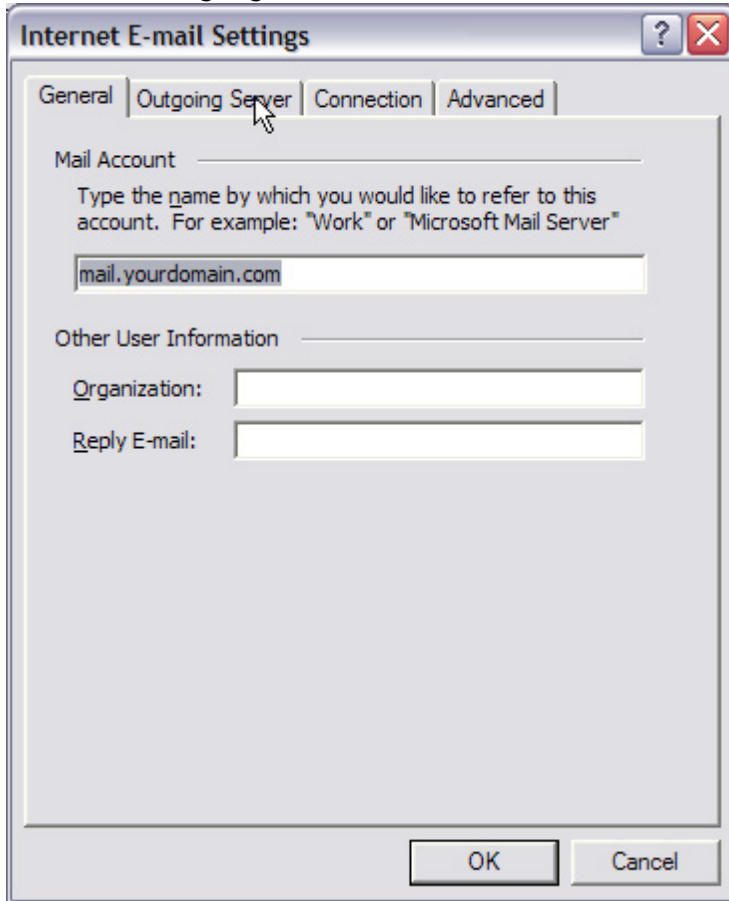 Internet E-mail Settings
General Outgoing Server Connection Advanced
Mail Account
Type the name by which you would like to refer to this
account. For example: "Work" or "Microsoft Mail Server"
mail.yourdomain.com
Other User Information
Organization:
Reply E-mail:
OK Cancel